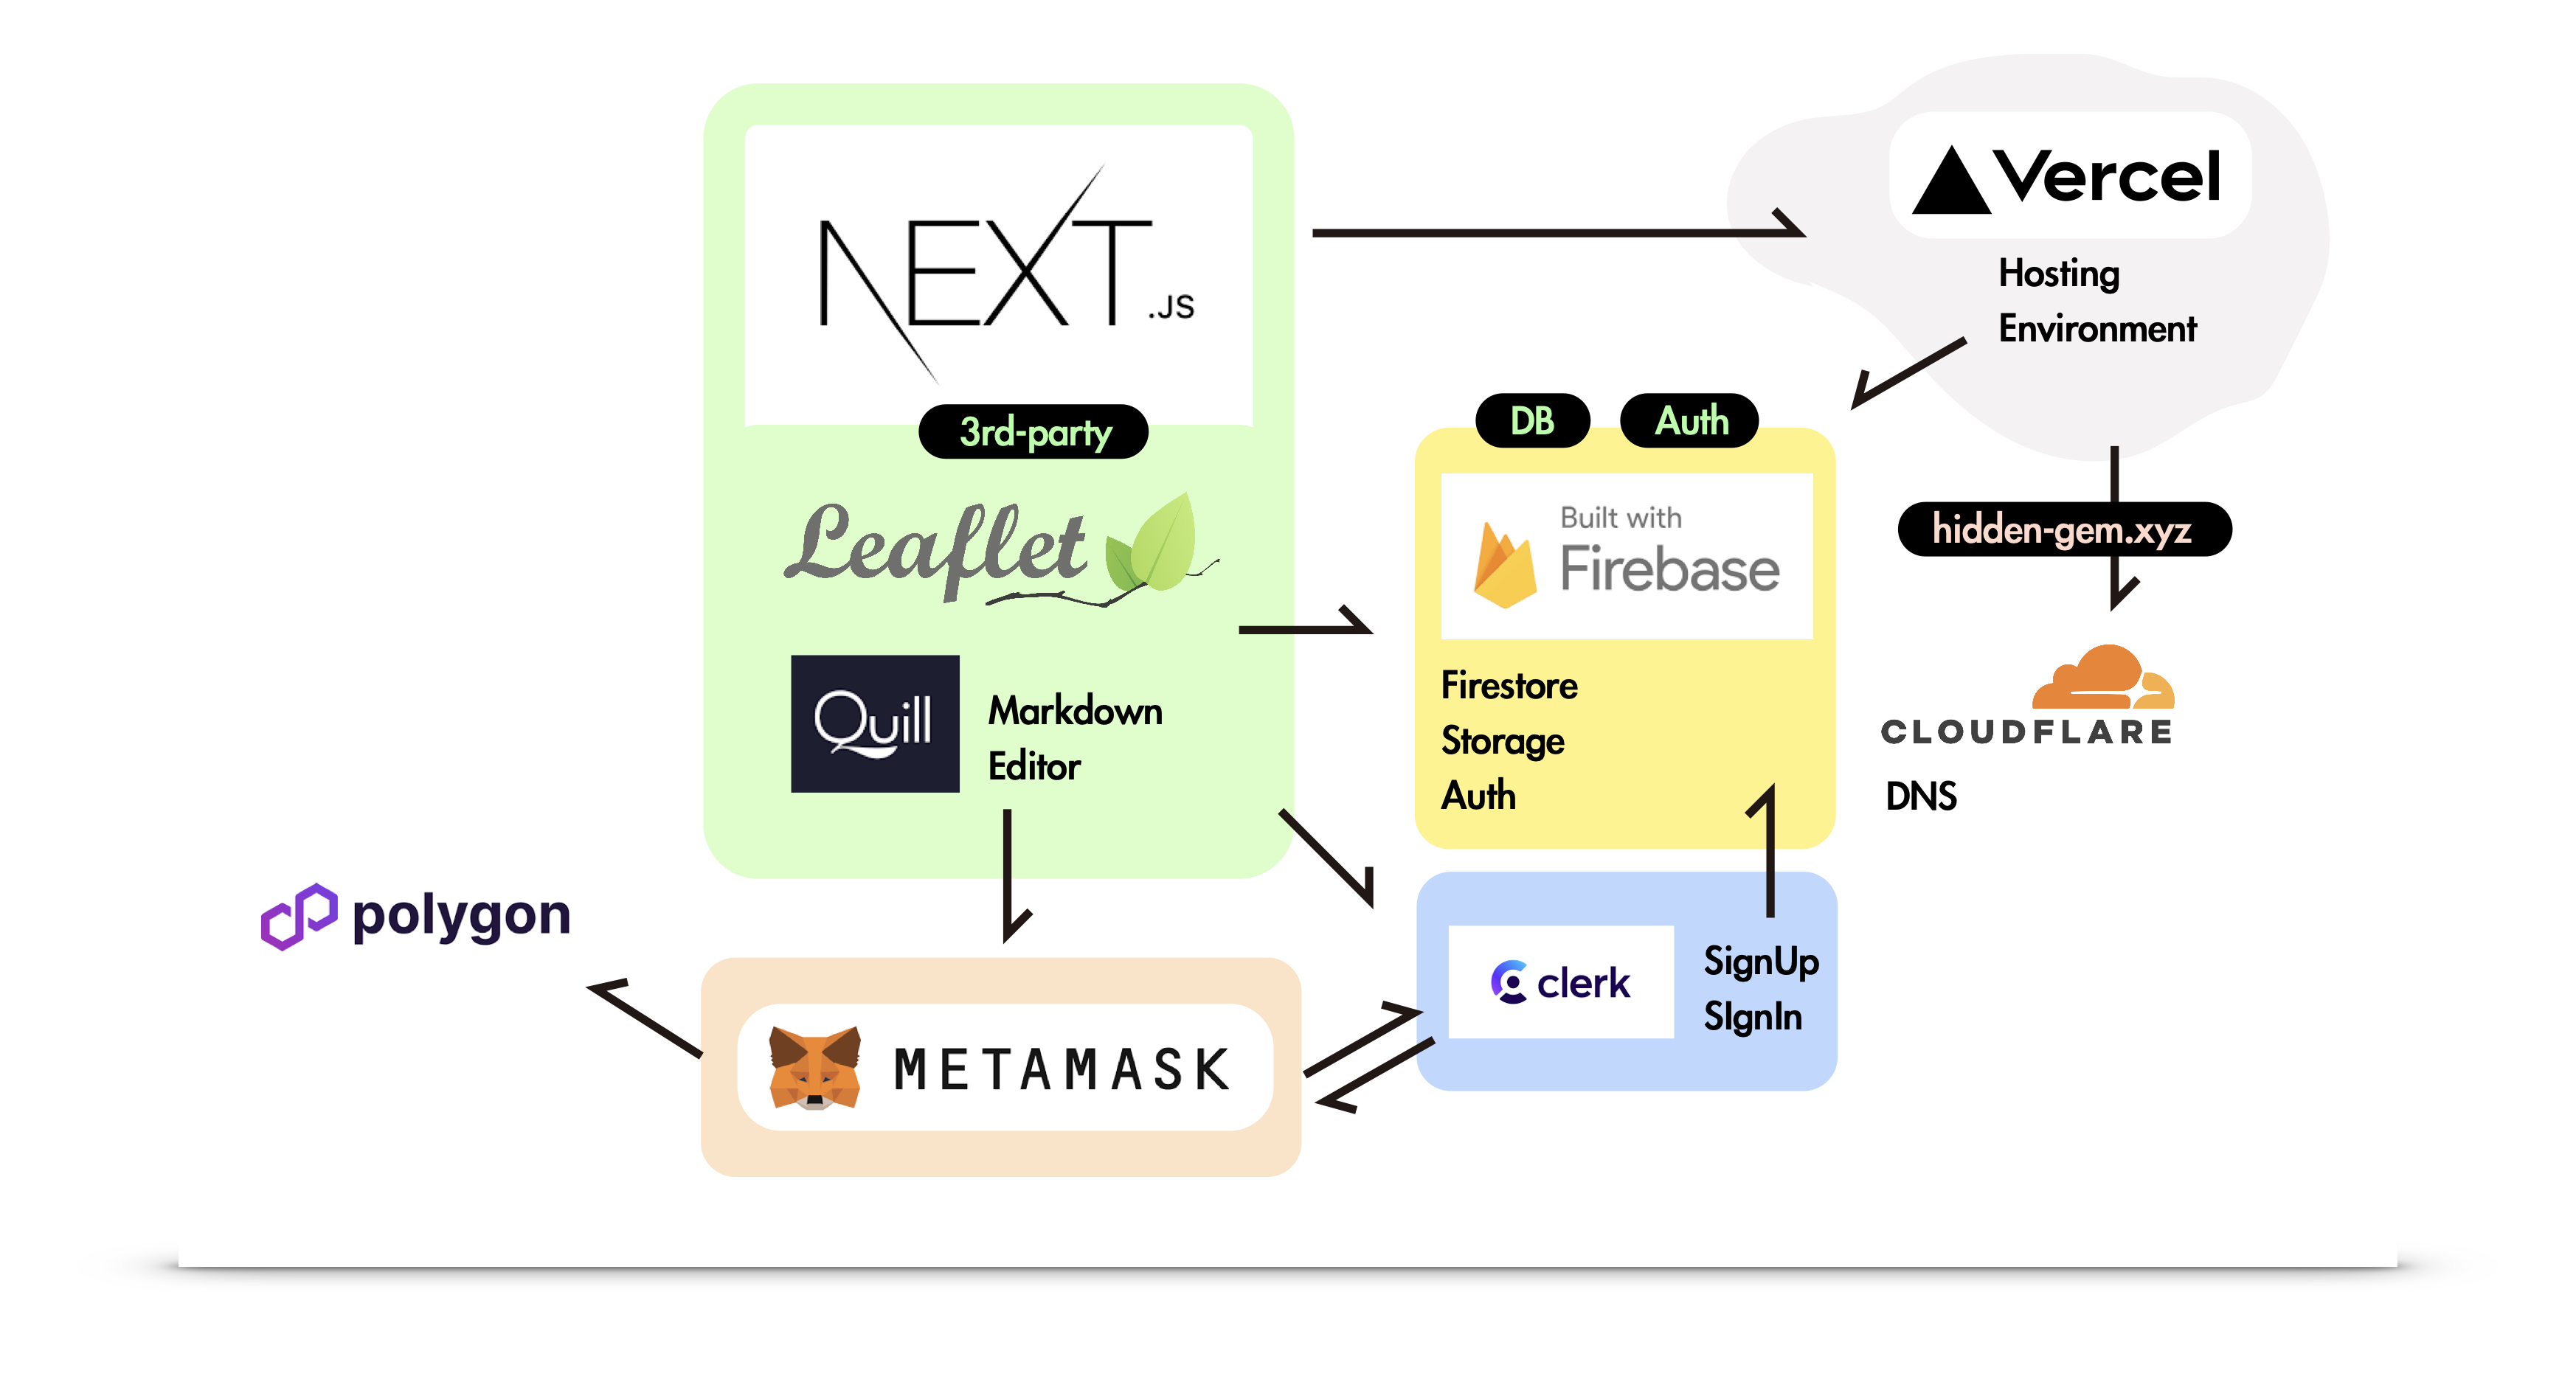 NEXT.JS
3rd-party
Leaflet
Quill
Markdown
Editor
Vercel
Hosting
Environment
DB
Auth
Built with
Firebase
Firestore
Storage
Auth
hidden-gem.xyz
CLOUDFLARE
DNS
polygon
METAMASK
clerk
SignUp
SIgnIn